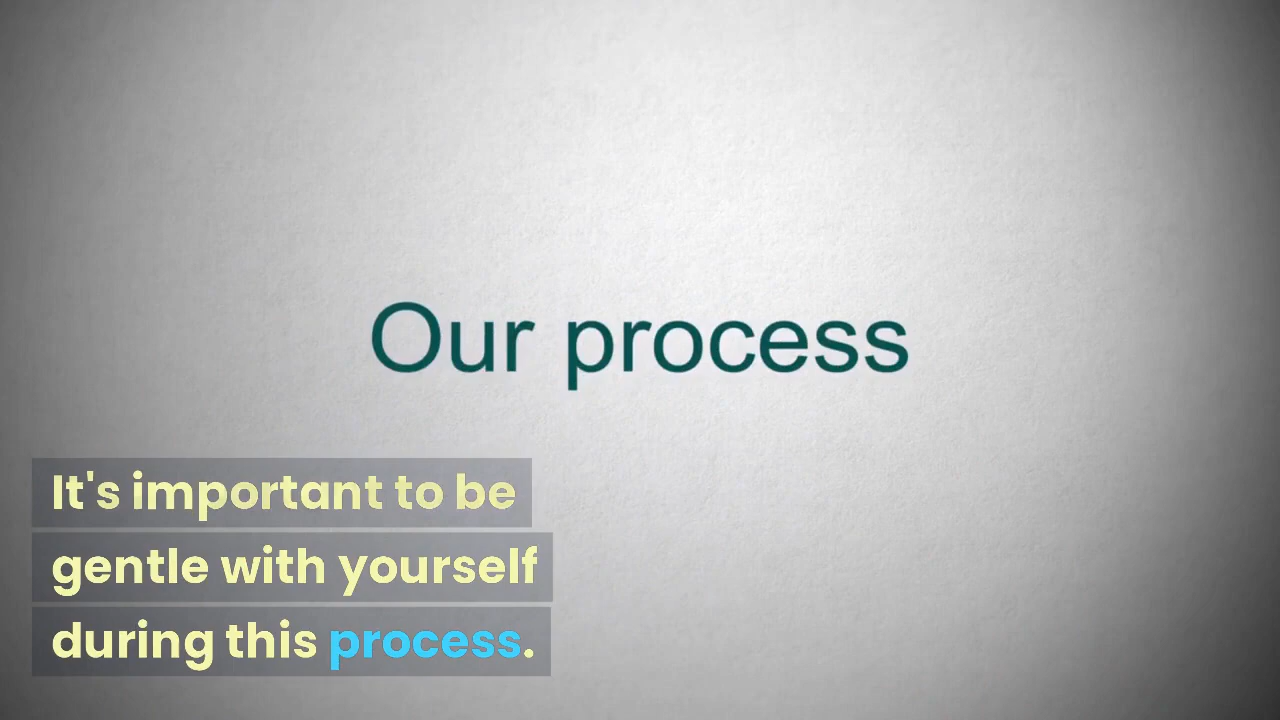 Our process
It's important to be
gentle with yourself
during this process.